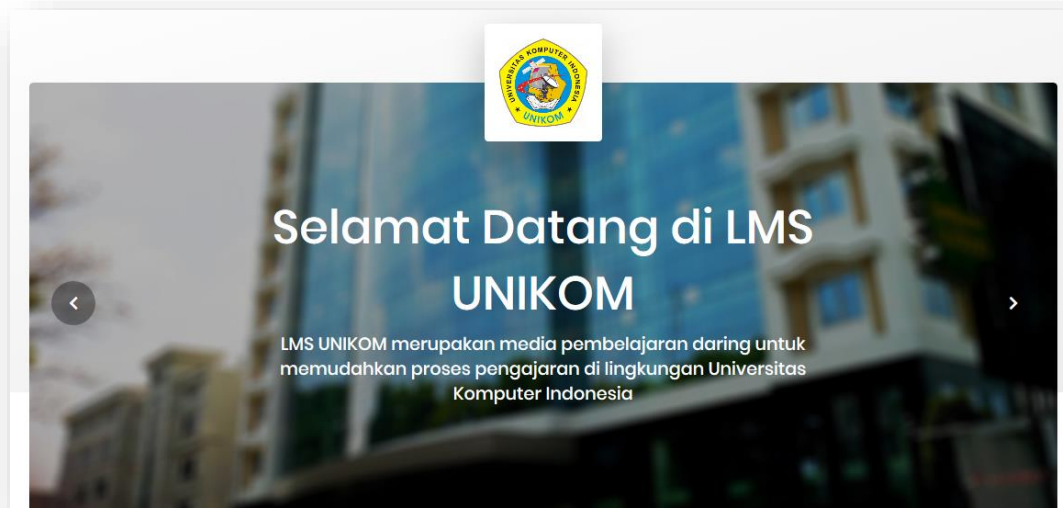 UNIVERSITAS KOMPUTER INDONESIA
UNIKOM
Selamat Datang di LMS
UNIKOM
LMS UNIKOM merupakan media pembelajaran daring untuk
memudahkan proses pengajaran di lingkungan Universitas
Komputer Indonesia